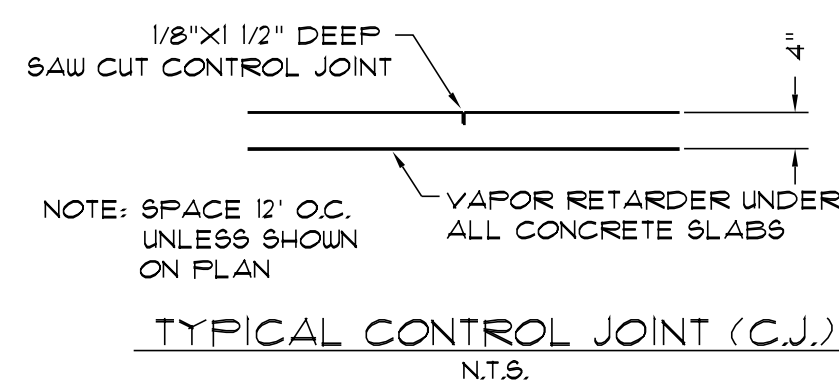 1/8"X1 1/2" DEEP
SAW CUT CONTROL JOINT
4"
VAPOR RETARDER UNDER
ALL CONCRETE SLABS
NOTE: SPACE 12' O.C.
UNLESS SHOWN
ON PLAN
TYPICAL CONTROL JOINT (C.J.)
N.T.S.